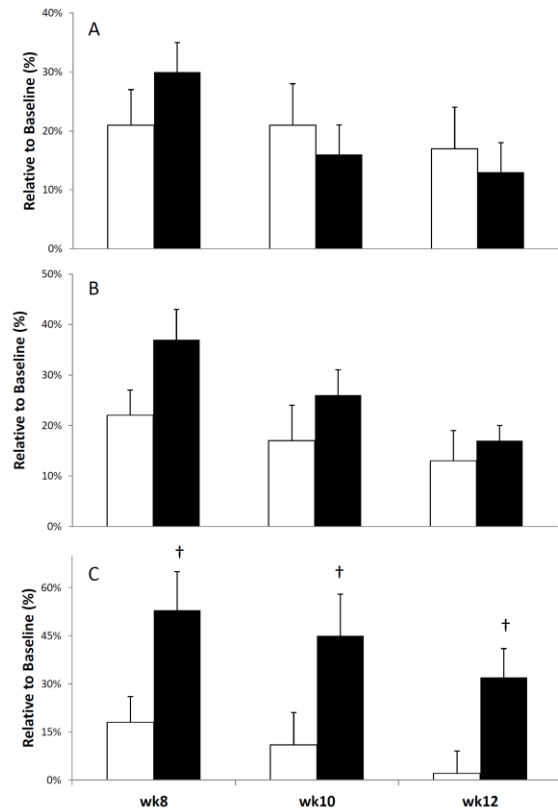 A
Relative to Baseline (%)
40%
30%
20%
10%
0%
B
Relative to Baseline (%)
50%
40%
30%
20%
10%
0%
C
Relative to Baseline (%)
60%
45%
30%
15%
0%
†
†
†
wk8
wk10
wk12